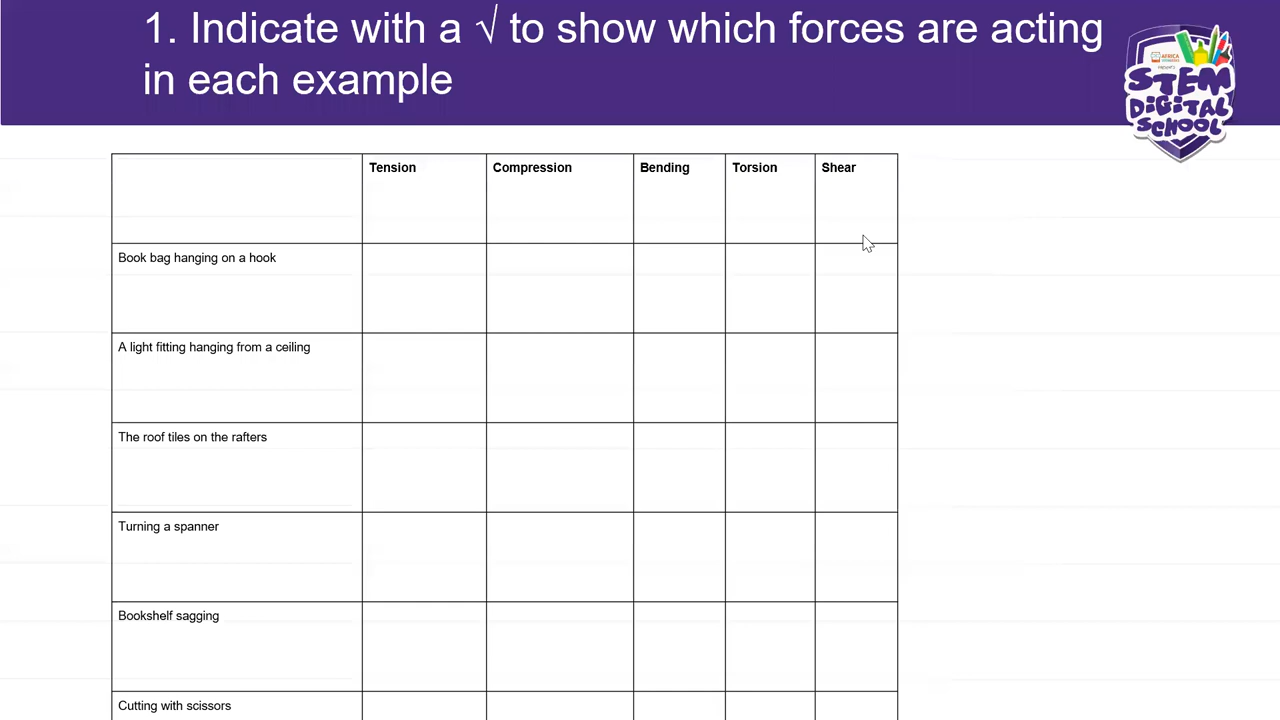 1. Indicate with a √ to show which forces are acting
in each example
AFRICA
PRESENTS
STEM
DIGITAL
SCHOOL
Tension Compression Bending Torsion Shear
Book bag hanging on a hook
A light fitting hanging from a ceiling
The roof tiles on the rafters
Turning a spanner
Bookshelf sagging
Cutting with scissors